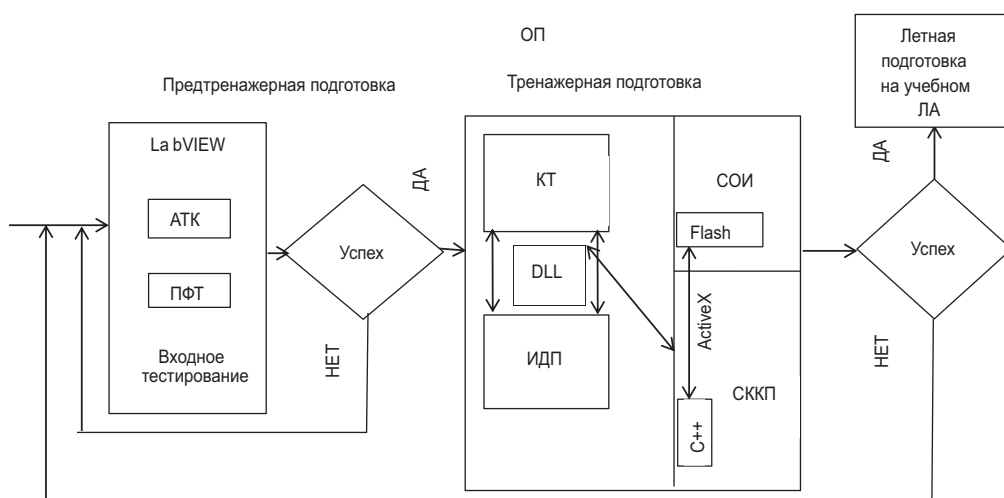 ОП
Предтренажерная подготовка
Тренажерная подготовка
Летная
подготовка
на учебном
ЛА
La bVIEW
АТК
ПФТ
Входное
тестирование
Успех
ДА
НЕТ
КТ
DLL
ИДП
СОИ
Flash
ActiveX
СККП
C++
Успех
ДА
НЕТ